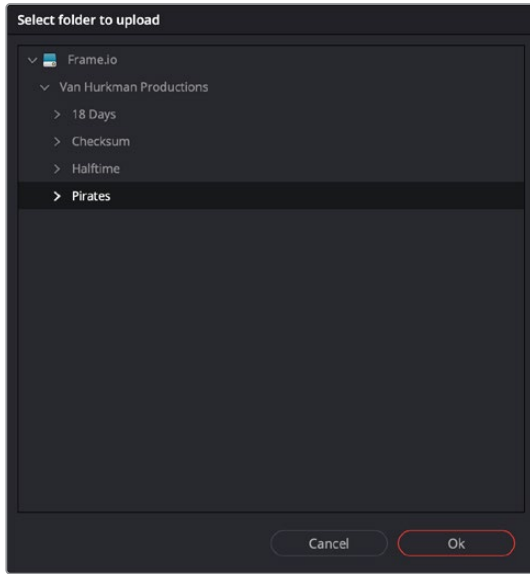 Select folder to upload
Frame.io
Van Hurkman Productions
18 Days
Checksum
Halftime
Pirates
Cancel Ok